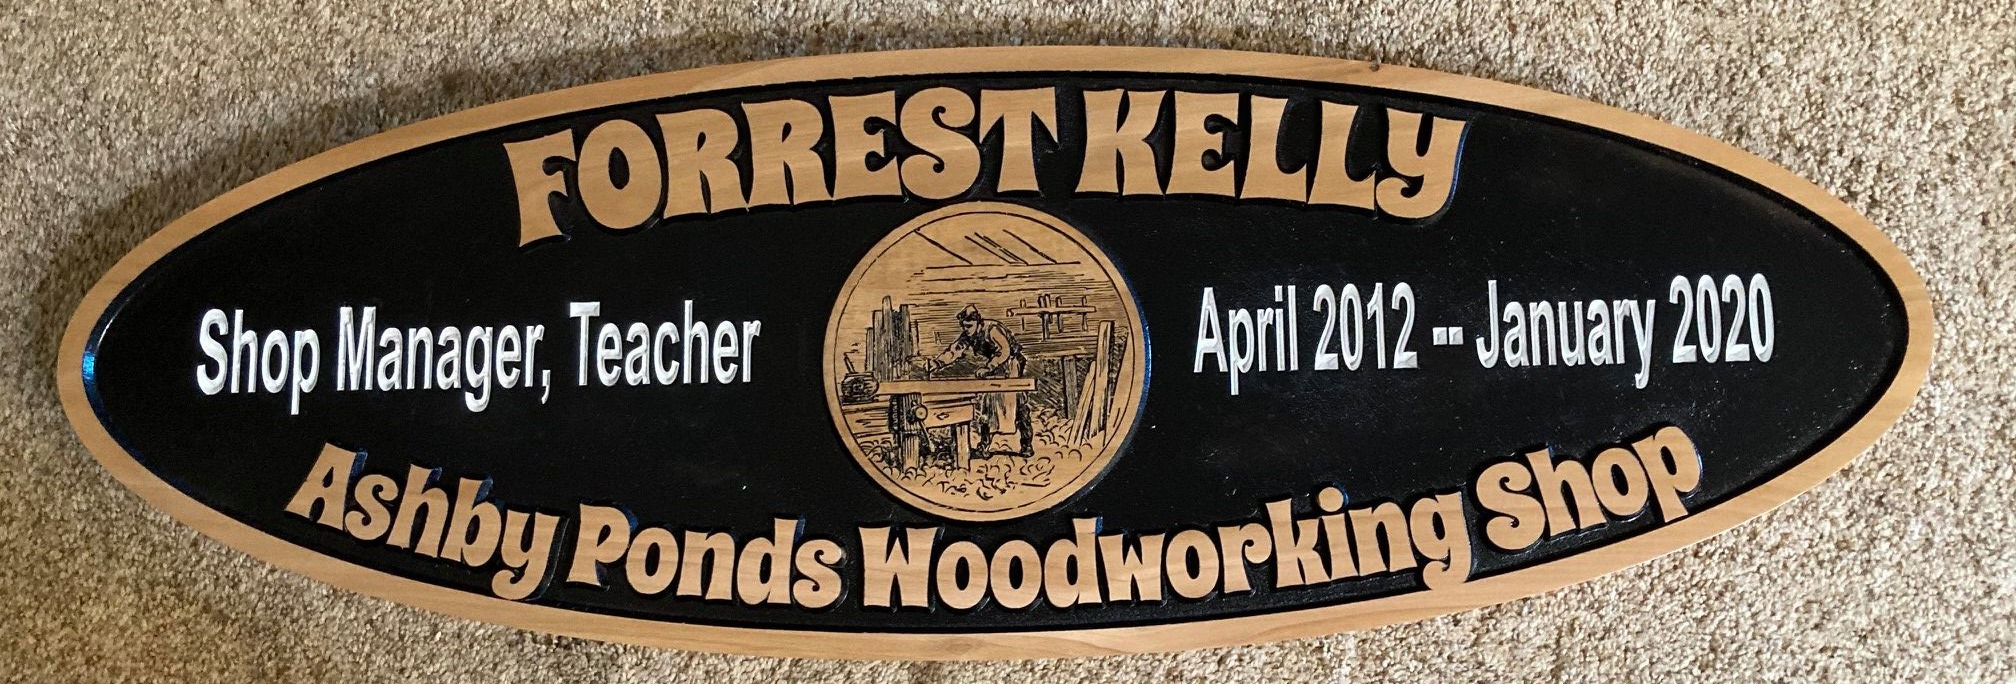 FORREST KELLY
Shop Manager, Teacher
April 2012 -- January 2020
Ashby Ponds Woodworking Shop